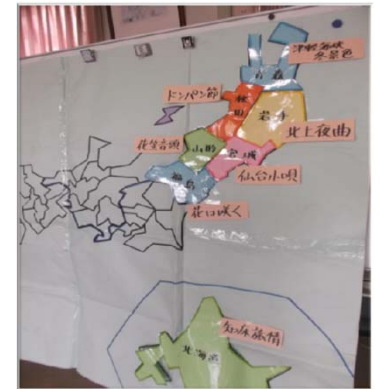 津軽海峡
冬景色
青森
ドンパン節
秋田
岩手
北上夜曲
花笠音頭
山形
宮城
仙台小唄
福島
花は咲く
知床旅情
北海道